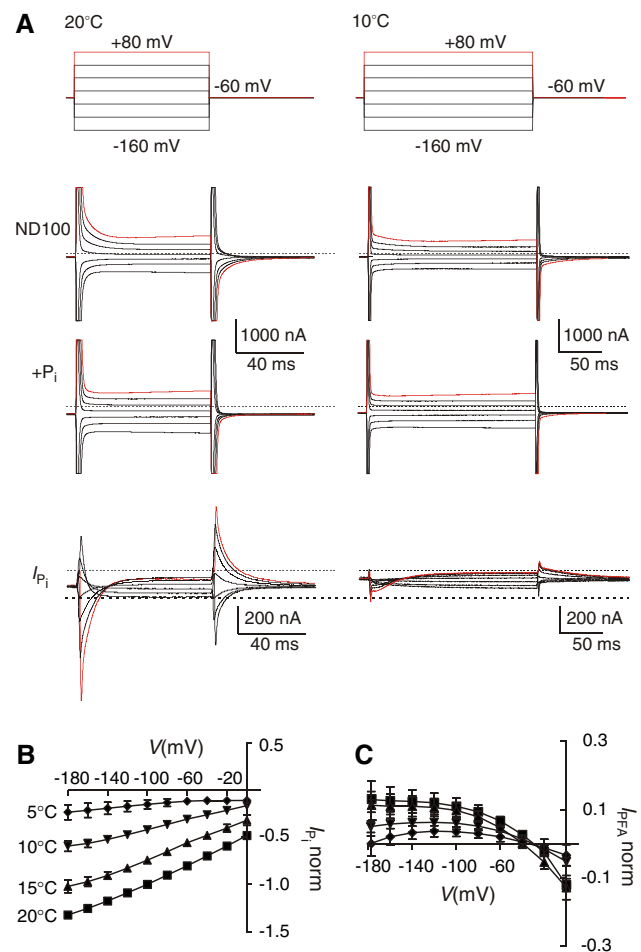 A
20°C
10°C
+80 mV
+80 mV
-60 mV
-60 mV
-160 mV
-160 mV
ND100
1000 nA
40 ms
1000 nA
50 ms
+Pi
IPi
200 nA
40 ms
200 nA
50 ms
B
V(mV)
-180 -140 -100 -60 -20
0.5
-0.5
-1.0
-1.5
IPi norm
5°C
10°C
15°C
20°C
C
0.3
0.1
-0.1
-0.3
IPFA norm
-180 -140 -100 -60
V(mV)